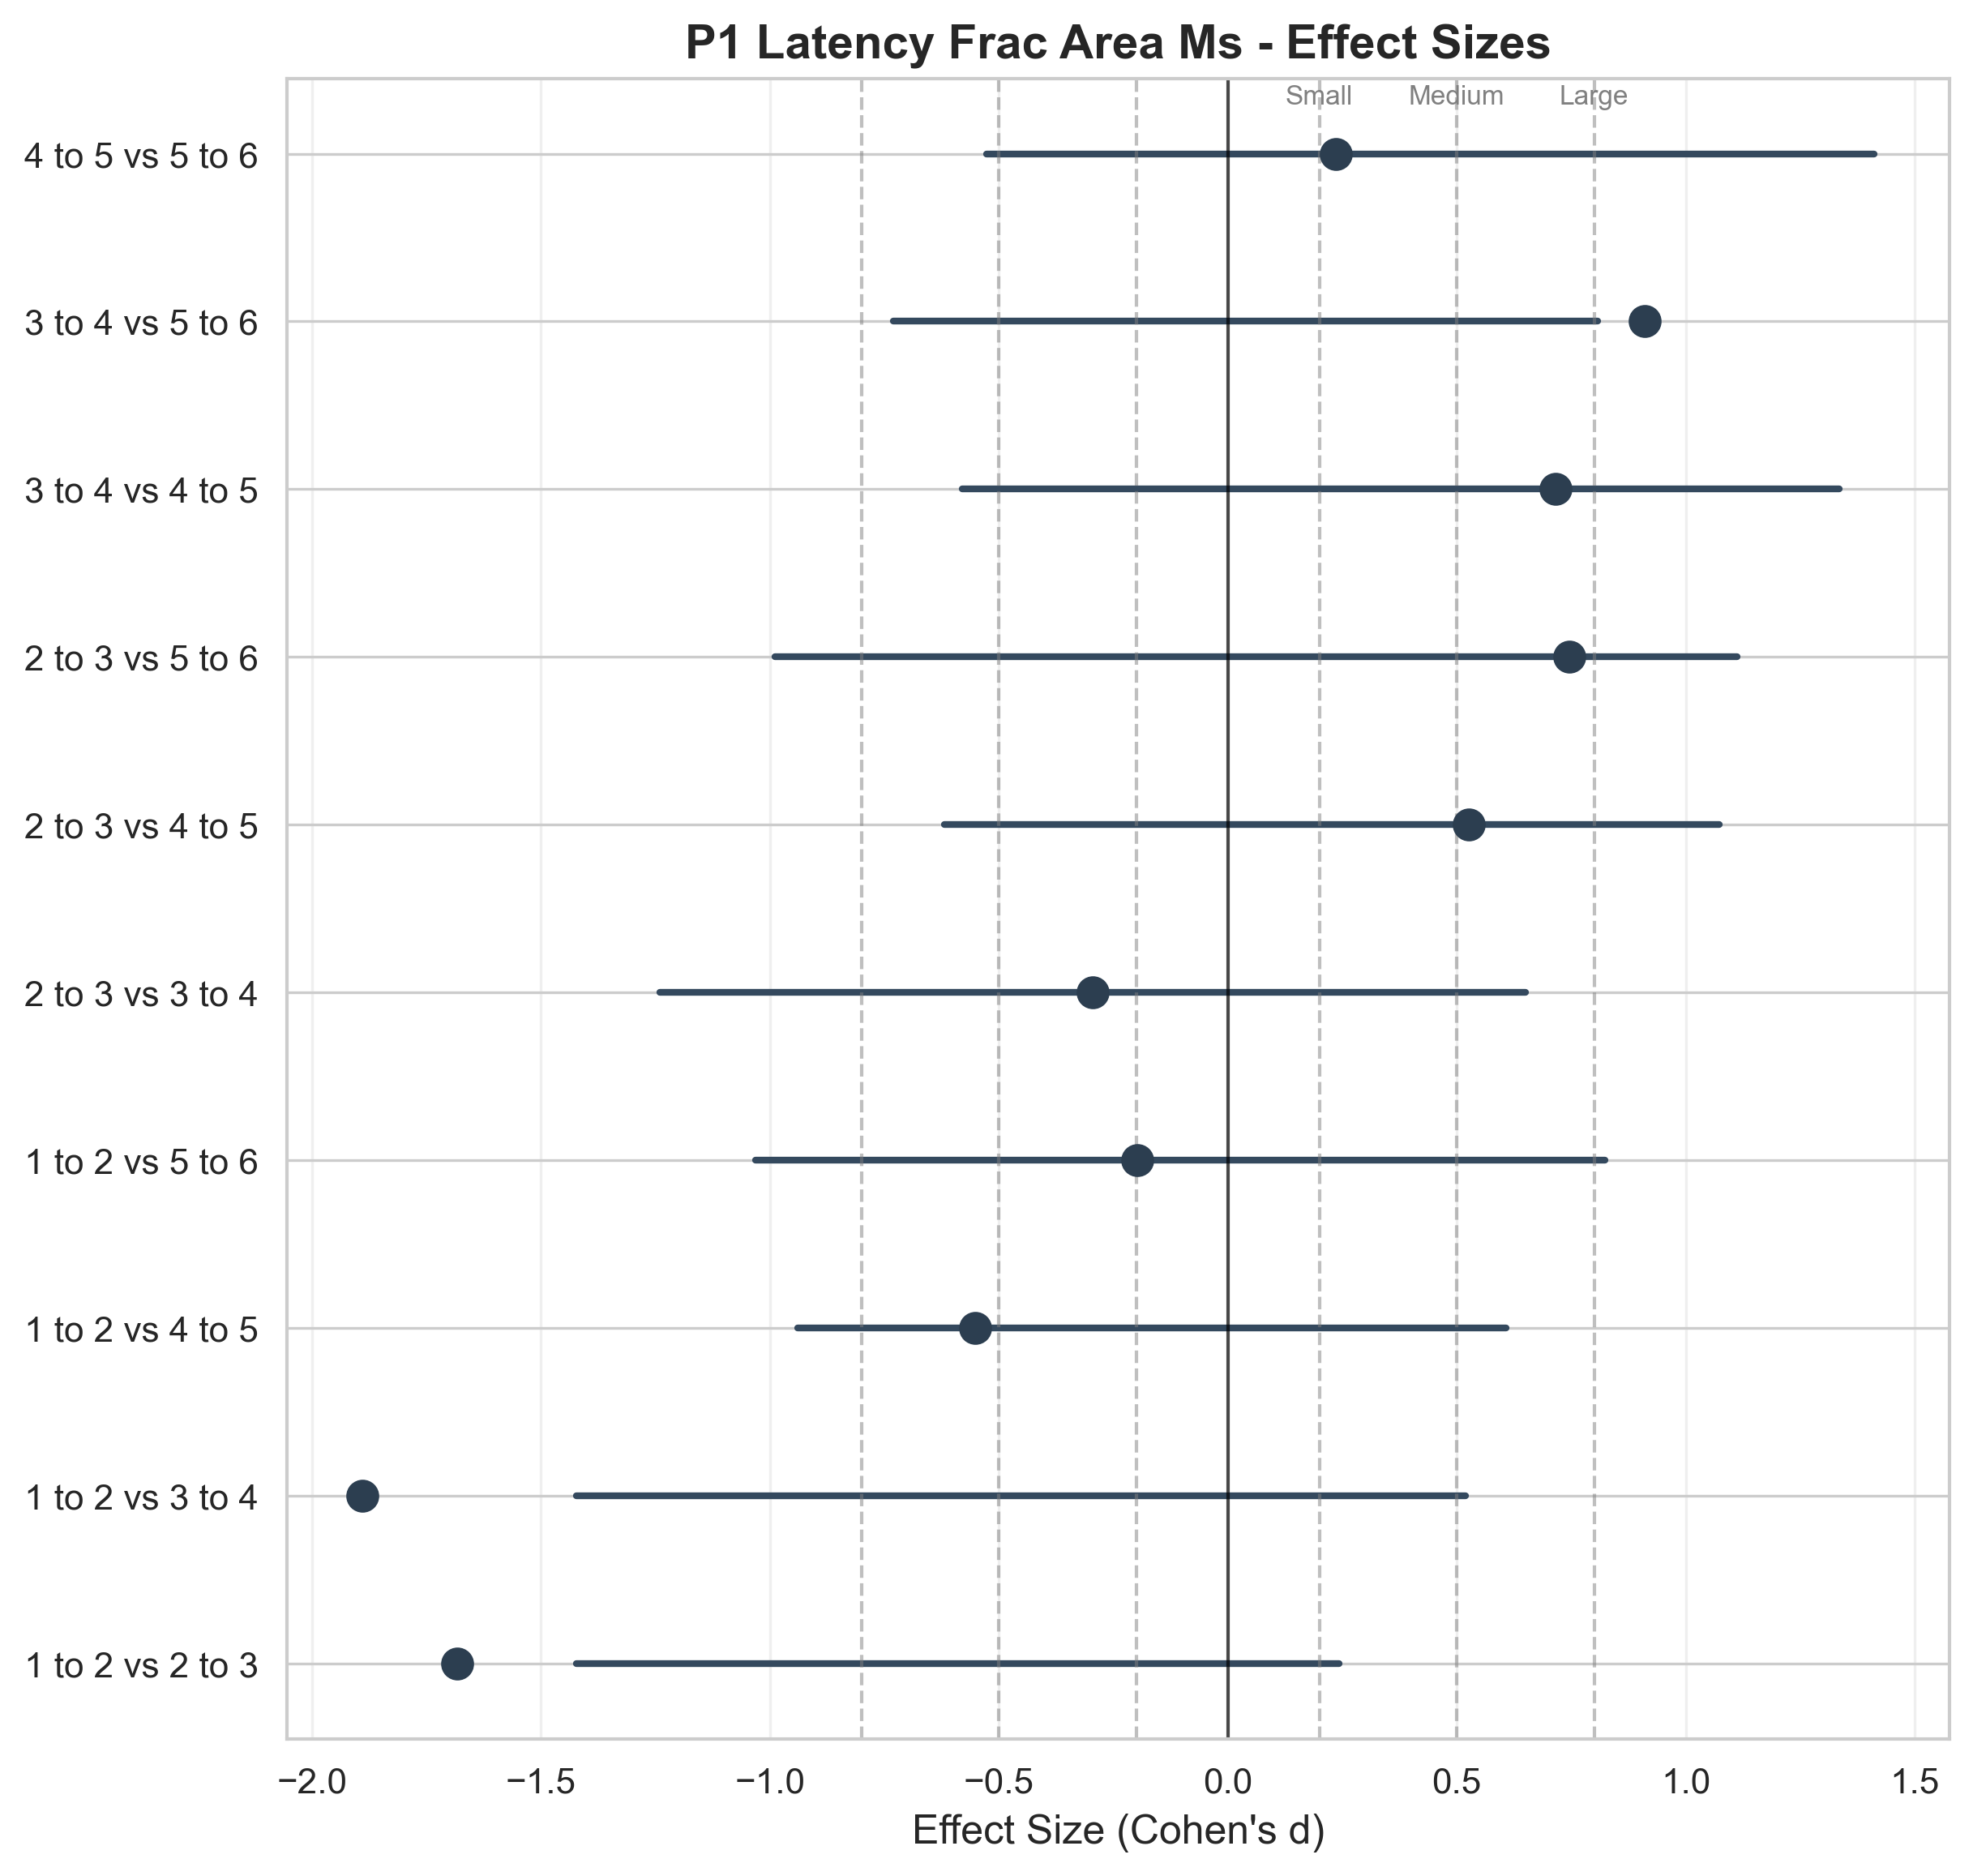 P1 Latency Frac Area Ms - Effect Sizes
Small Medium Large
4 to 5 vs 5 to 6
3 to 4 vs 5 to 6
3 to 4 vs 4 to 5
2 to 3 vs 5 to 6
2 to 3 vs 4 to 5
2 to 3 vs 3 to 4
1 to 2 vs 5 to 6
1 to 2 vs 4 to 5
1 to 2 vs 3 to 4
1 to 2 vs 2 to 3
−2.0 −1.5 −1.0 −0.5 0.0 0.5 1.0 1.5
Effect Size (Cohen's d)